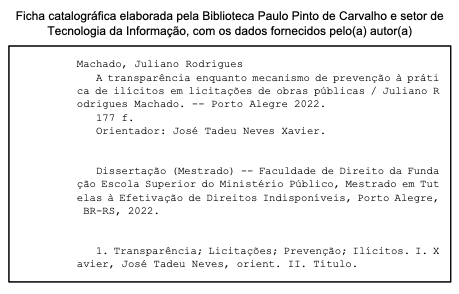 Ficha catalográfica elaborada pela Biblioteca Paulo Pinto de Carvalho e setor de
Tecnologia da Informação, com os dados fornecidos pelo(a) autor(a)
Machado, Juliano Rodrigues
A transparência enquanto mecanismo de prevenção à práti
ca de ilícitos em licitações de obras públicas / Juliano R
odrigues Machado. -- Porto Alegre 2022.
177 f.
Orientador: José Tadeu Neves Xavier.
Dissertação (Mestrado) -- Faculdade de Direito da Funda
ção Escola Superior do Ministério Público, Mestrado em Tut
elas à Efetivação de Direitos Indisponíveis, Porto Alegre,
BR-RS, 2022.
1. Transparência; Licitações; Prevenção; Ilícitos. I. X
avier, José Tadeu Neves, orient. II. Título.